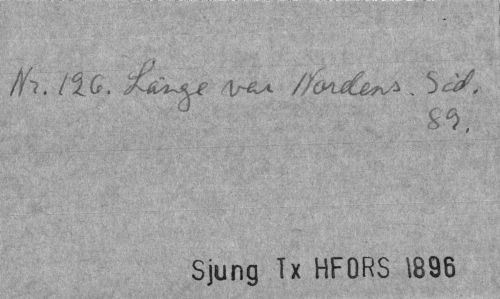 Nr. 126. Länge var Nordens. Sid.
89.
Sjung Tx HFORS 1896